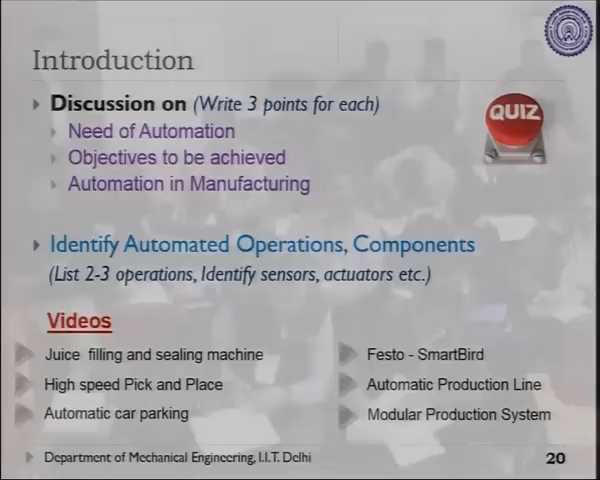 Introduction
Discussion on (Write 3 points for each)
QUIZ
Need of Automation
Objectives to be achieved
Automation in Manufacturing
Identify Automated Operations, Components
(List 2-3 operations, Identify sensors, actuators etc.)
Videos
Juice filling and sealing machine
High speed Pick and Place
Automatic car parking
Festo - SmartBird
Automatic Production Line
Modular Production System
Department of Mechanical Engineering, I.I.T. Delhi
20